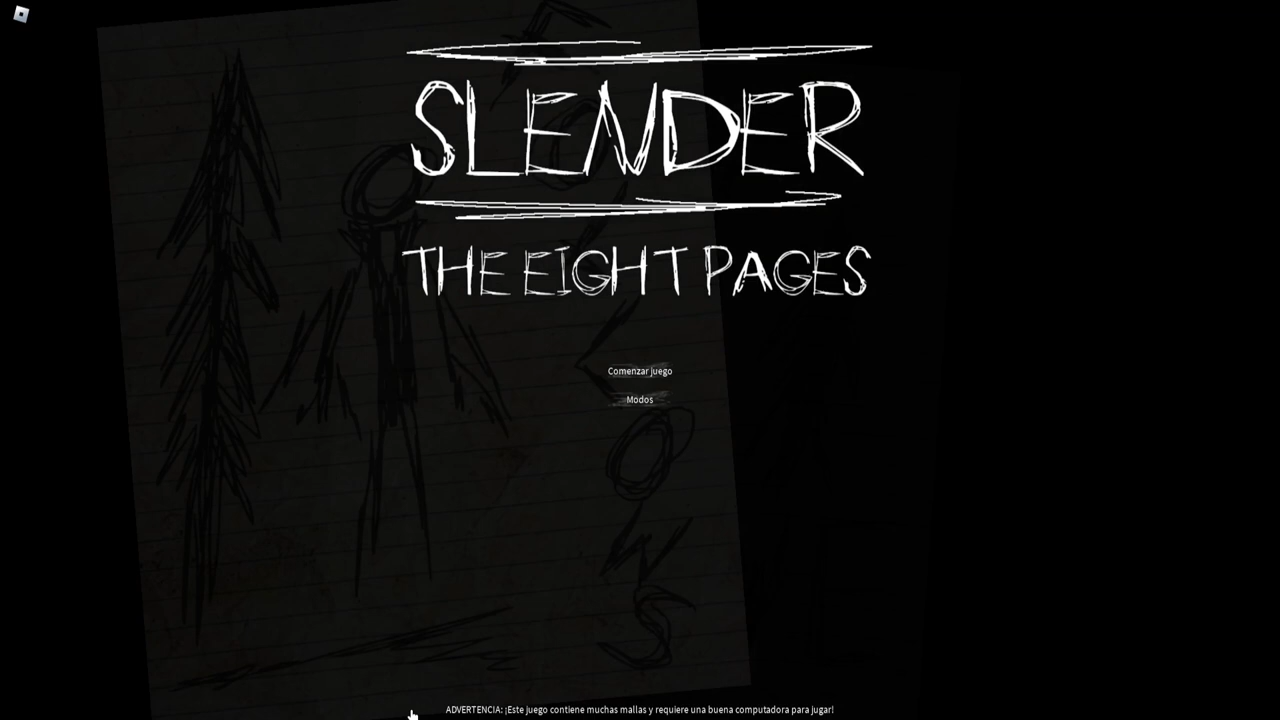 SLENDER
THE EIGHT PAGES
Comenzar juego
Modos
FOLLOWS
ADVERTENCIA: ¡Este juego contiene muchas mallas y requiere una buena computadora para jugar!